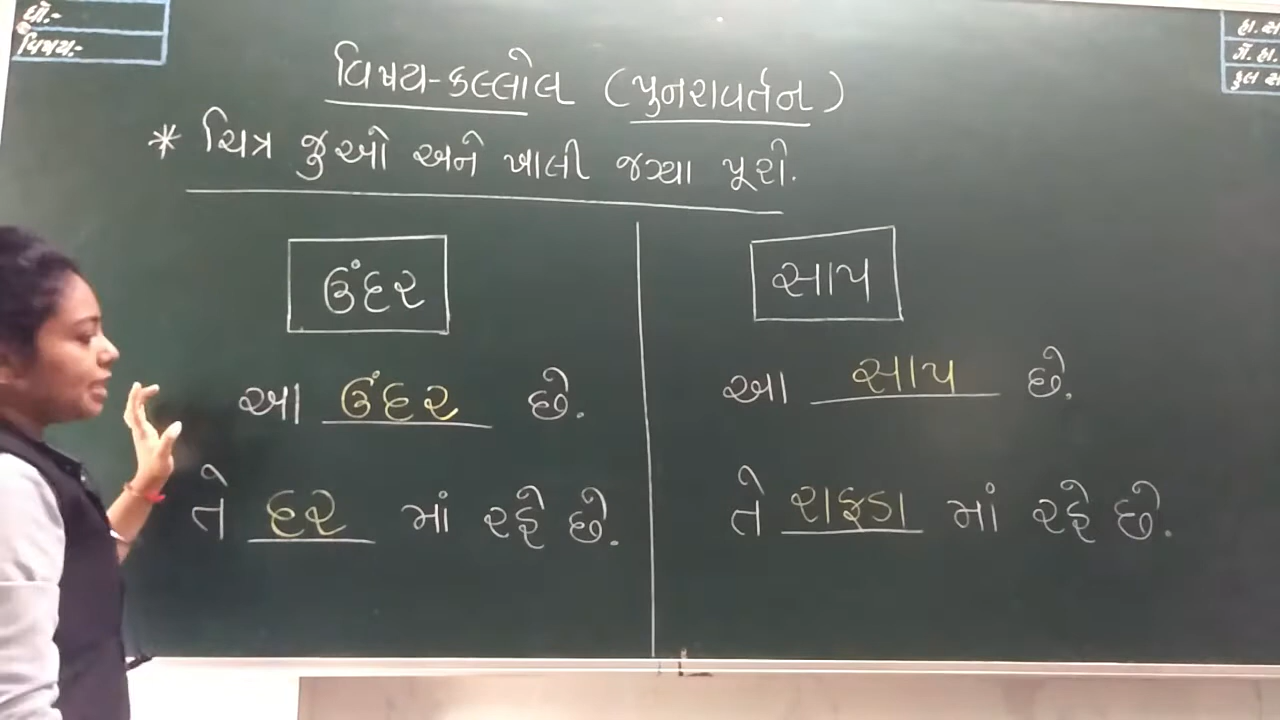 ધો:-
વિષય:-
હા. સ
ગે. હા.
કુલ સ
વિષય-કલ્લોલ (પુનરાવર્તન)
* ચિત્ર જુઓ અને ખાલી જગ્યા પૂરો.
ઉંદર
આ ઉંદર છે.
તે દર માં રહે છે.
સાપ
આ સાપ છે.
તે રાફડા માં રહે છે.